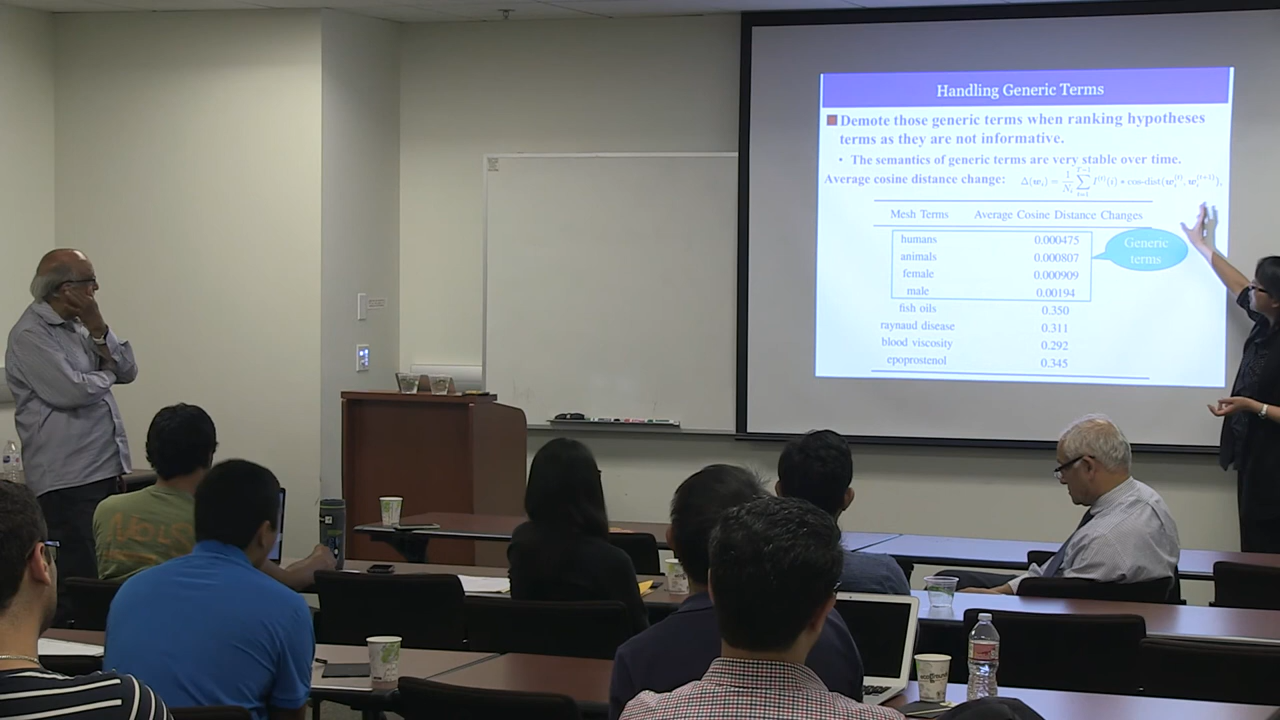 Handling Generic Terms
Demote those generic terms when ranking hypotheses
terms as they are not informative.
• The semantics of generic terms are very stable over time.
Average cosine distance change:
Mesh Terms Average Cosine Distance Changes
humans 0.000475
animals 0.000807
female 0.000909
male 0.00194
fish oils 0.350
raynaud disease 0.311
blood viscosity 0.292
epoprostenol 0.345
Generic
terms